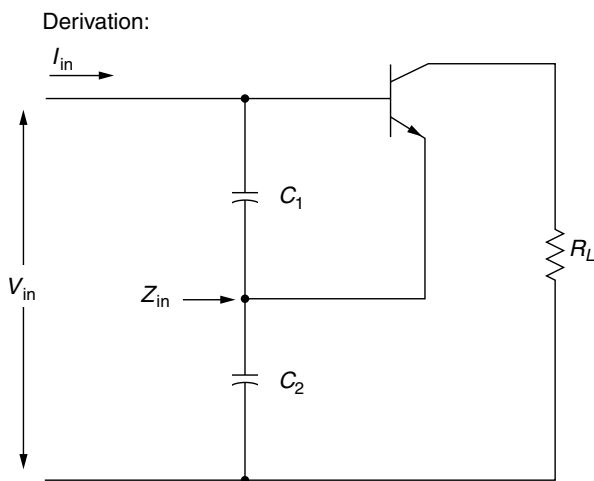 Derivation:
I_in
C_1
R_L
V_in
Z_in
C_2